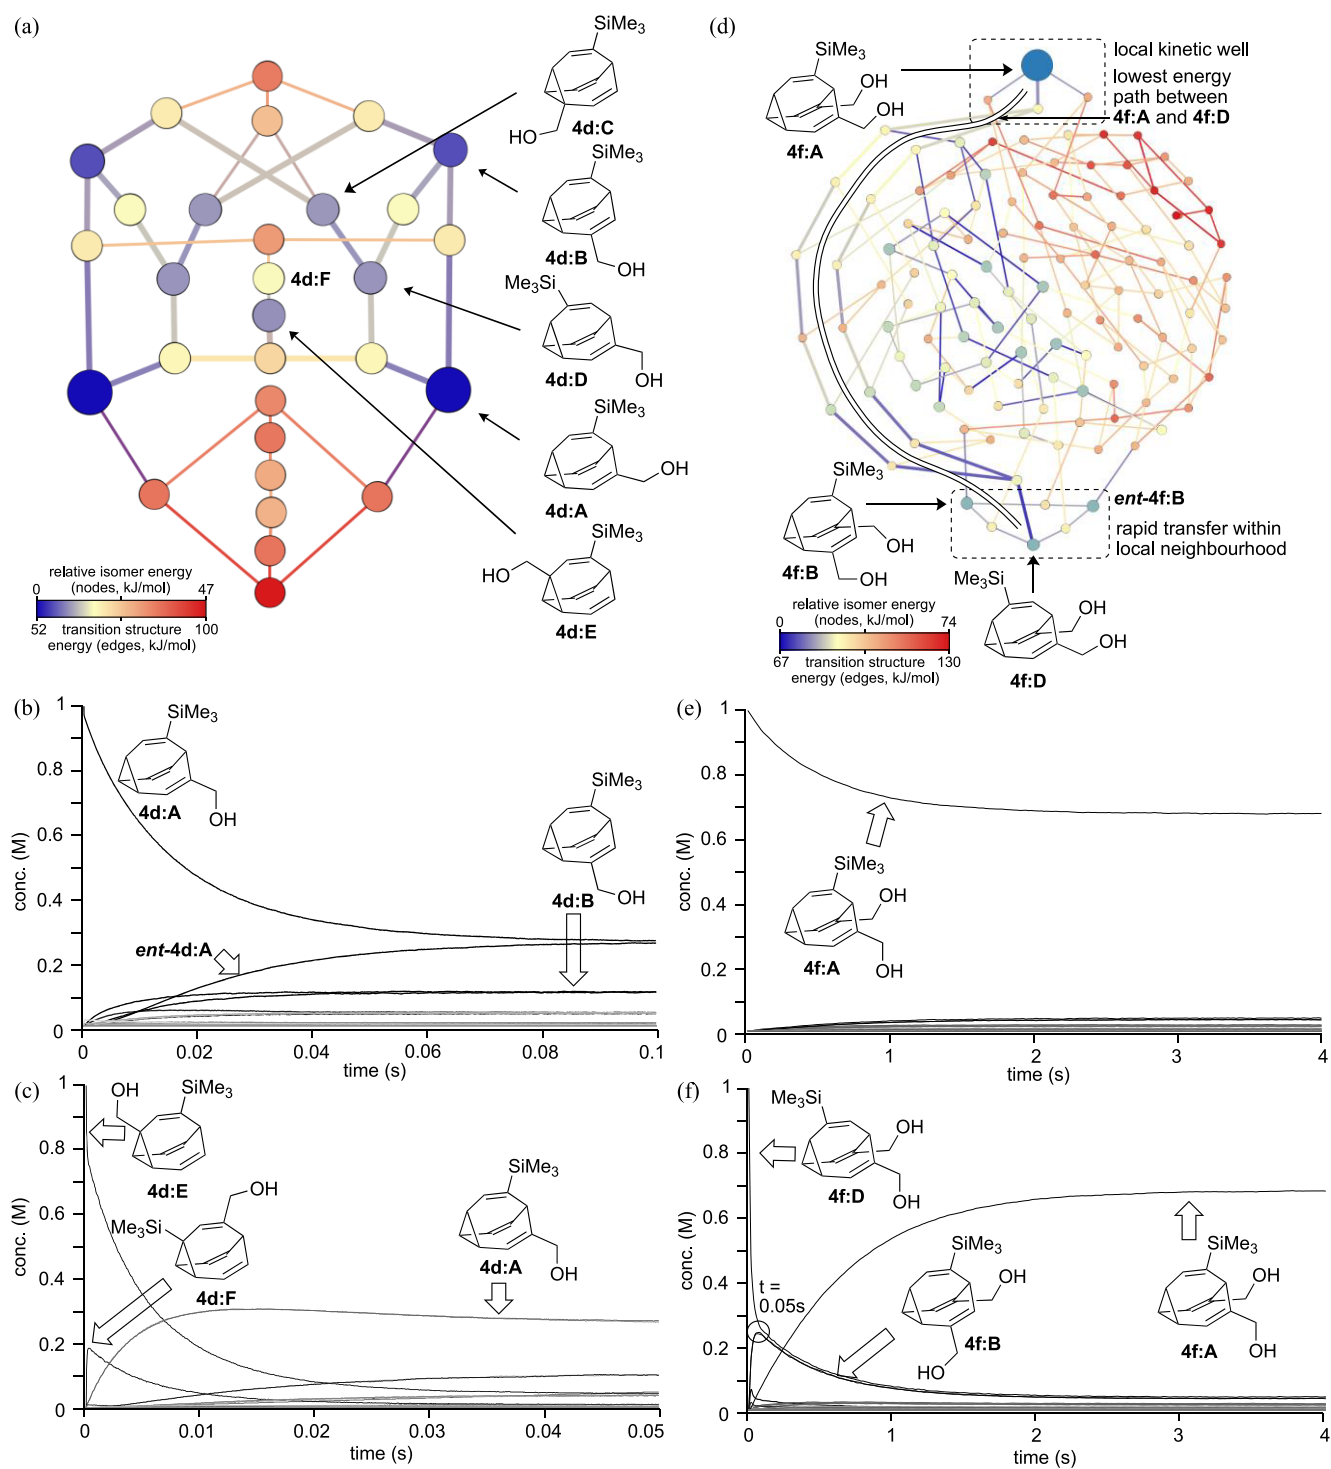 (a)
SiMe3
HO
4d:C
SiMe3
OH
4d:B
4d:F
Me3Si
OH
4d:D
SiMe3
OH
4d:A
SiMe3
HO
4d:E
relative isomer energy
(nodes, kJ/mol)
0
47
52
100
transition structure
energy (edges, kJ/mol)
(d)
SiMe3
OH
OH
4f:A
local kinetic well
lowest energy
path between
4f:A and 4f:D
SiMe3
OH
OH
4f:B
ent-4f:B
rapid transfer within
local neighbourhood
Me3Si
OH
OH
4f:D
relative isomer energy
(nodes, kJ/mol)
0
74
67
130
transition structure
energy (edges, kJ/mol)
(b)
1
0.8
0.6
0.4
0.2
0
conc. (M)
SiMe3
4d:A
OH
SiMe3
4d:B
OH
ent-4d:A
0
0.02
0.04
0.06
0.08
0.1
time (s)
(e)
1
0.8
0.6
0.4
0.2
0
conc. (M)
SiMe3
OH
4f:A
OH
0
1
2
3
4
time (s)
(c)
1
0.8
0.6
0.4
0.2
0
conc. (M)
OH
SiMe3
4d:E
OH
Me3Si
4d:F
SiMe3
4d:A
OH
0
0.01
0.02
0.03
0.04
0.05
time (s)
(f)
1
0.8
0.6
0.4
0.2
0
conc. (M)
Me3Si
OH
4f:D
OH
t =
0.05s
SiMe3
OH
4f:B
HO
SiMe3
OH
4f:A
OH
0
1
2
3
4
time (s)